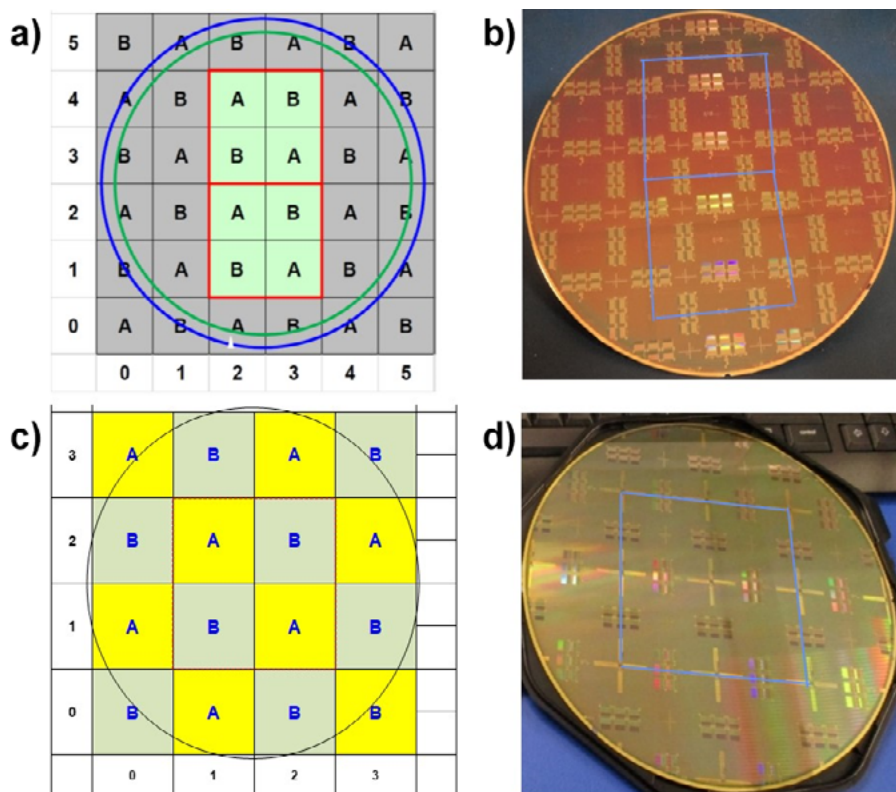 a)
5 B A B A B A
4 A B A B A B
3 B A B A B A
2 A B A B A B
1 B A B A B A
0 A B A B A B
0 1 2 3 4 5
b)
c)
3 A B A B
2 B A B A
1 A B A B
0 B A B B
0 1 2 3
d)